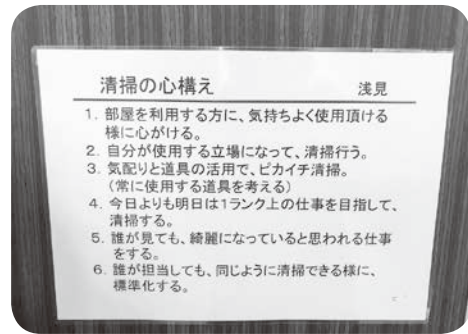 清掃の心構え 浅見
1. 部屋を利用する方に、気持ちよく使用頂ける
様に心がける。
2. 自分が使用する立場になって、清掃行う。
3. 気配りと道具の活用で、ピカイチ清掃。
(常に使用する道具を考える)
4. 今日よりも明日は1ランク上の仕事を目指して、
清掃する。
5. 誰が見ても、綺麗になっていると思われる仕事
をする。
6. 誰が担当しても、同じように清掃できる様に、
標準化する。